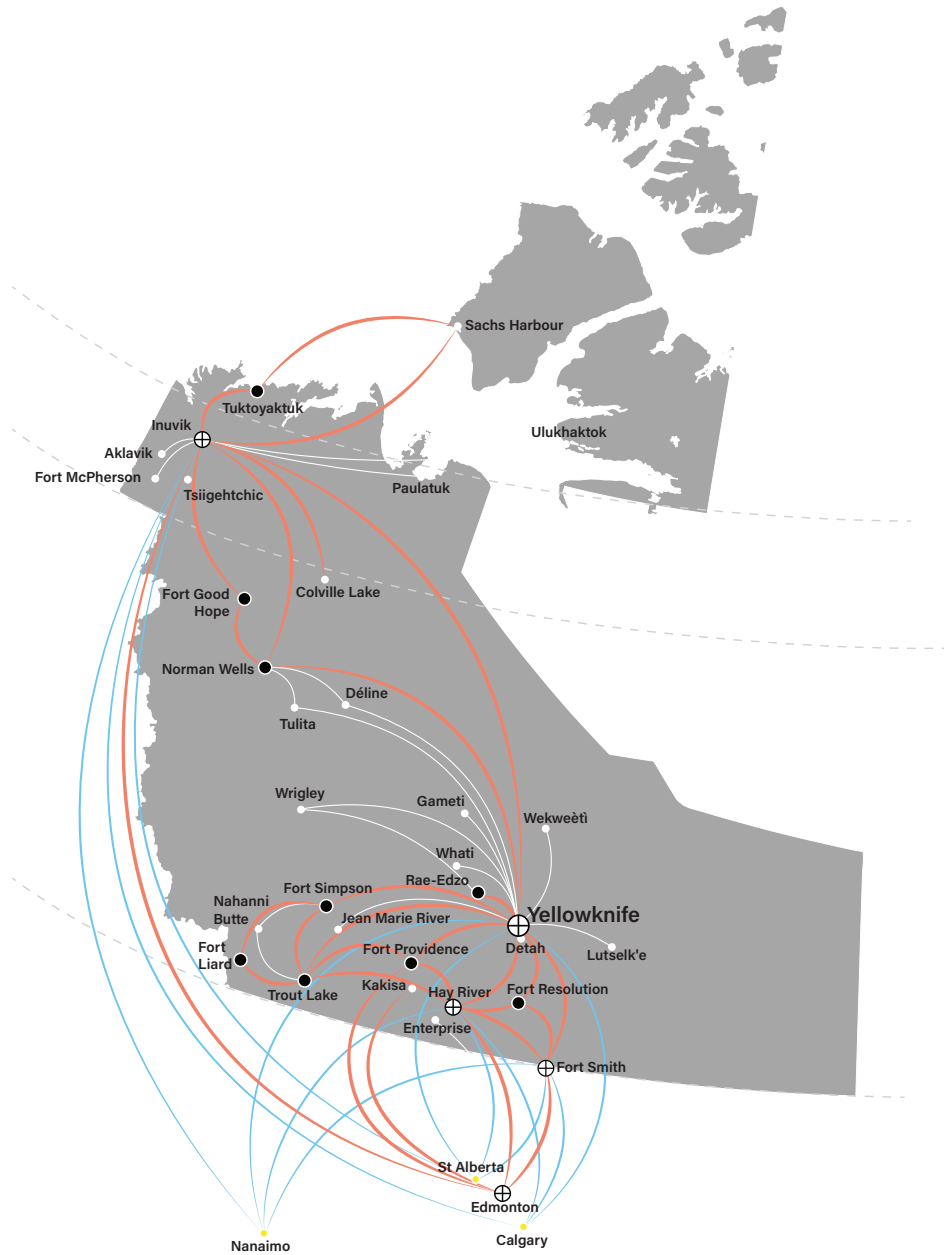 Sachs Harbour
Tuktoyaktuk
Inuvik
Ulukhaktok
Aklavik
Fort McPherson
Paulatuk
Tsiigehtchic
Colville Lake
Fort Good
Hope
Norman Wells
Déline
Tulita
Wrigley
Gameti
Wekweètì
Whati
Rae-Edzo
Fort Simpson
Nahanni
Butte
Jean Marie River
Yellowknife
Fort
Liard
Fort Providence
Detah
Lutselk'e
Trout Lake
Kakisa
Hay River
Fort Resolution
Enterprise
Fort Smith
St Alberta
Edmonton
Nanaimo
Calgary